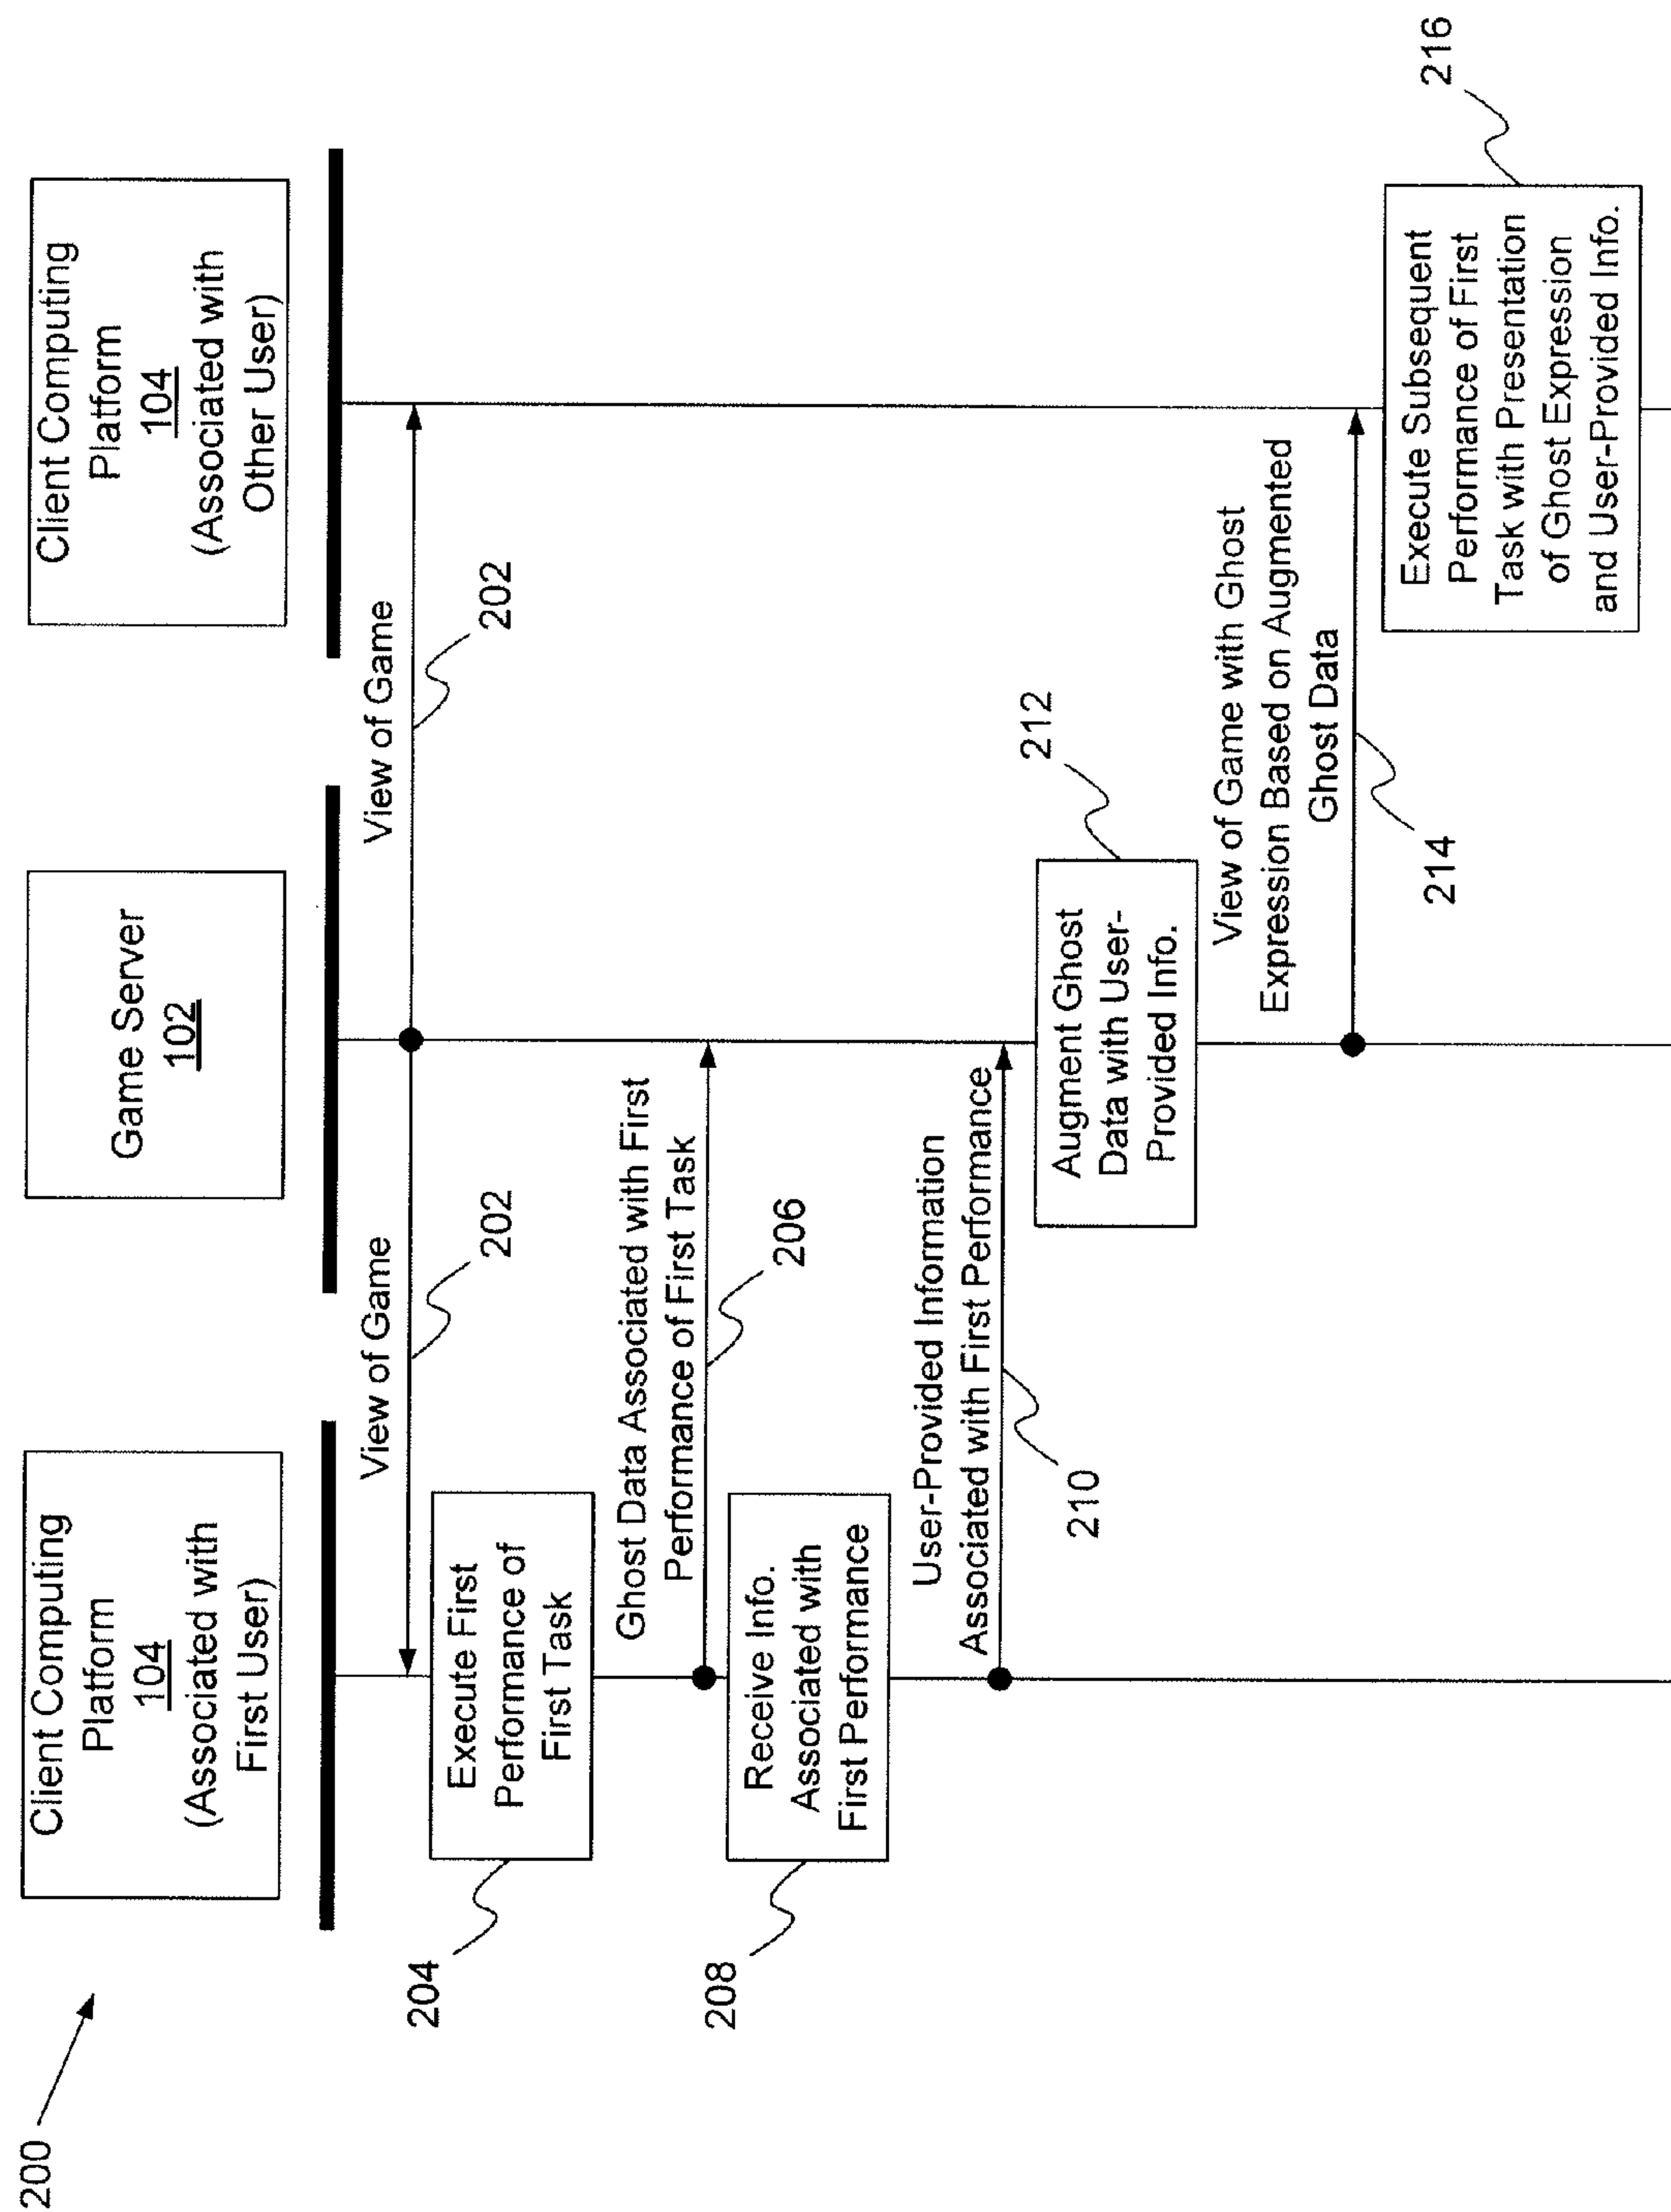 200
Client Computing
Platform
104
(Associated with
First User)
Game Server
102
Client Computing
Platform
104
(Associated with
Other User)
View of Game
202
View of Game
202
204
Execute First
Performance of
First Task
Ghost Data Associated with First
Performance of First Task
206
208
Receive Info.
Associated with
First Performance
User-Provided Information
Associated with First Performance
210
212
Augment Ghost
Data with User-
Provided Info.
View of Game with Ghost
Expression Based on Augmented
Ghost Data
214
216
Execute Subsequent
Performance of First
Task with Presentation
of Ghost Expression
and User-Provided Info.